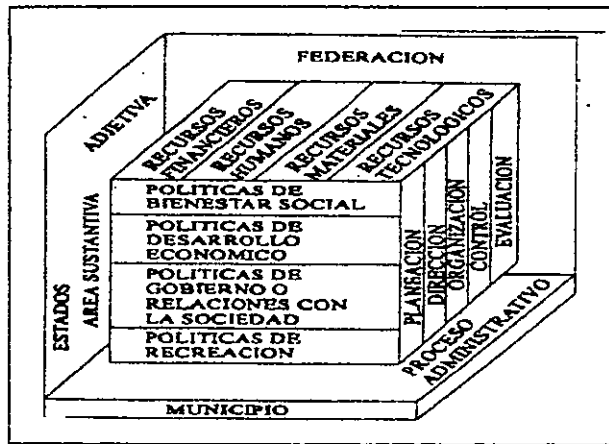 FEDERACION
ADJETIVA
RECURSOS
FINANCIEROS
RECURSOS
HUMANOS
RECURSOS
MATERIALES
RECURSOS
TECNOLOGICOS
ESTADOS
AREA SUSTANTIVA
POLITICAS DE
BIENESTAR SOCIAL
POLITICAS DE
DESARROLLO
ECONOMICO
POLITICAS DE
GOBIERNO O
RELACIONES CON
LA SOCIEDAD
POLITICAS DE
RECREACION
PLANEACION
DIRECCION
ORGANIZACION
CONTROL
EVALUACION
PROCESO
ADMINISTRATIVO
MUNICIPIO